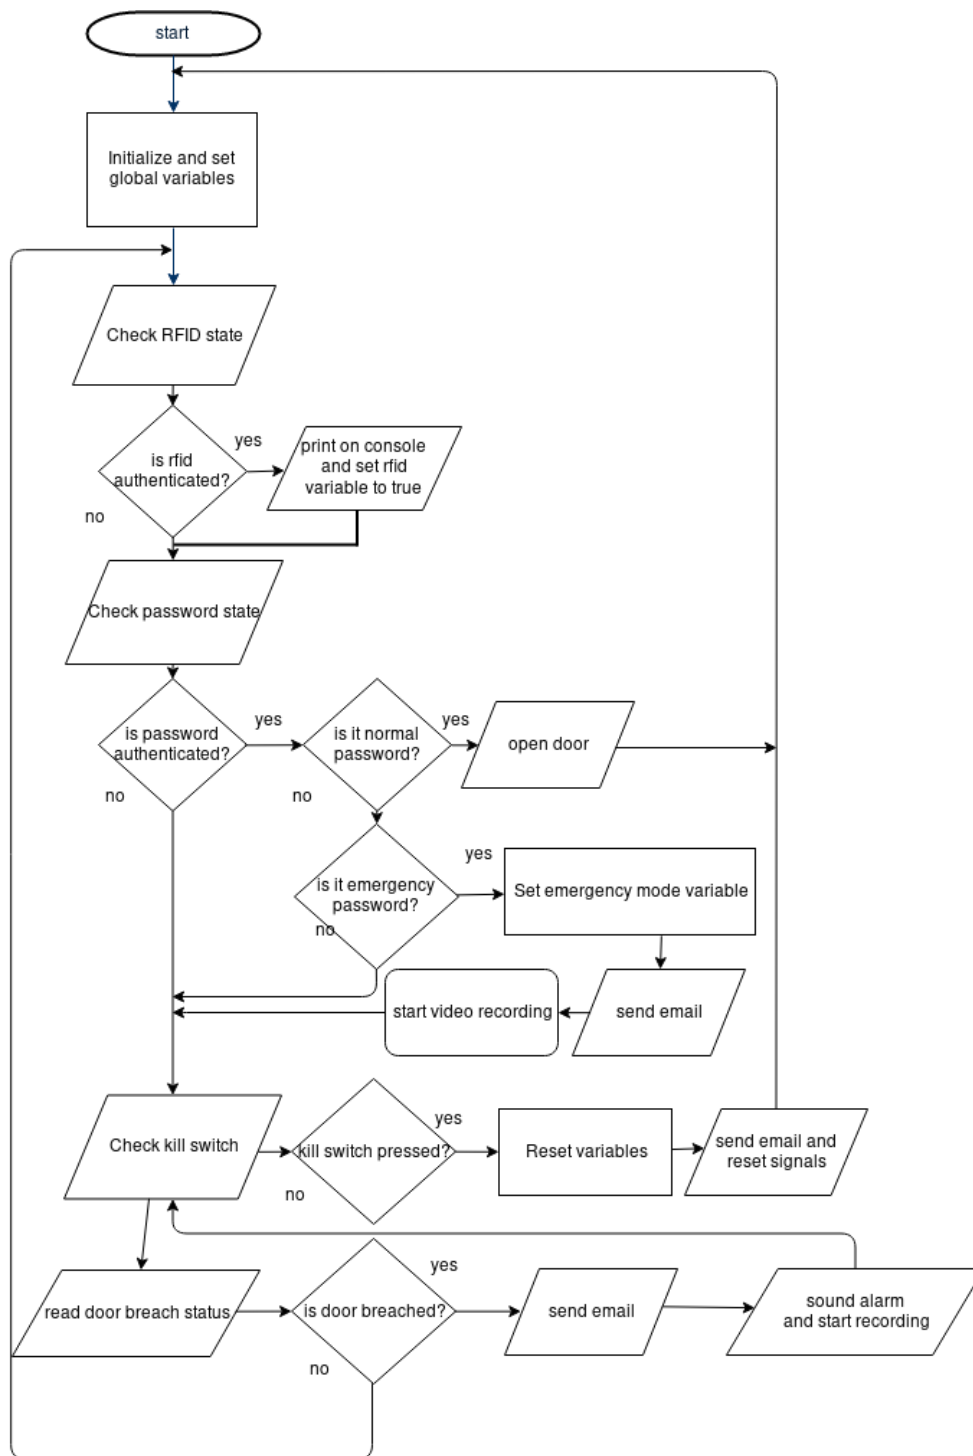 start
Initialize and set
global variables
Check RFID state
is rfid
authenticated?
yes
print on console
and set rfid
variable to true
no
Check password state
is password
authenticated?
yes
is it normal
password?
yes
open door
no
no
is it emergency
password?
yes
Set emergency mode variable
no
start video recording
send email
Check kill switch
kill switch pressed?
yes
Reset variables
send email and
reset signals
no
read door breach status
is door breached?
yes
send email
sound alarm
and start recording
no